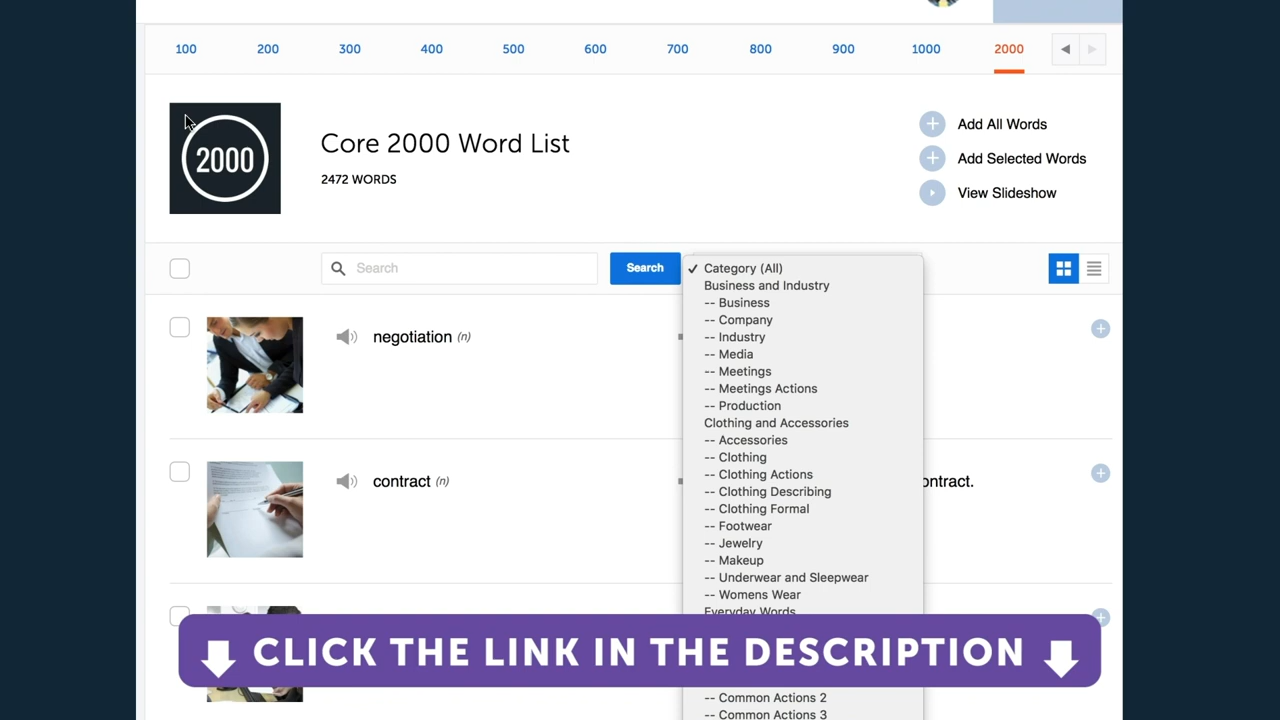 100 200 300 400 500 600 700 800 900 1000 2000
2000
Core 2000 Word List
2472 WORDS
Add All Words
Add Selected Words
View Slideshow
Search
Search
✓ Category (All)
Business and Industry
-- Business
-- Company
-- Industry
-- Media
-- Meetings
-- Meetings Actions
-- Production
Clothing and Accessories
-- Accessories
-- Clothing
-- Clothing Actions
-- Clothing Describing
-- Clothing Formal
-- Footwear
-- Jewelry
-- Makeup
-- Underwear and Sleepwear
-- Womens Wear
Everyday Words
-- Common Actions 2
-- Common Actions 3
negotiation (n)
contract (n)
ontract.
CLICK THE LINK IN THE DESCRIPTION